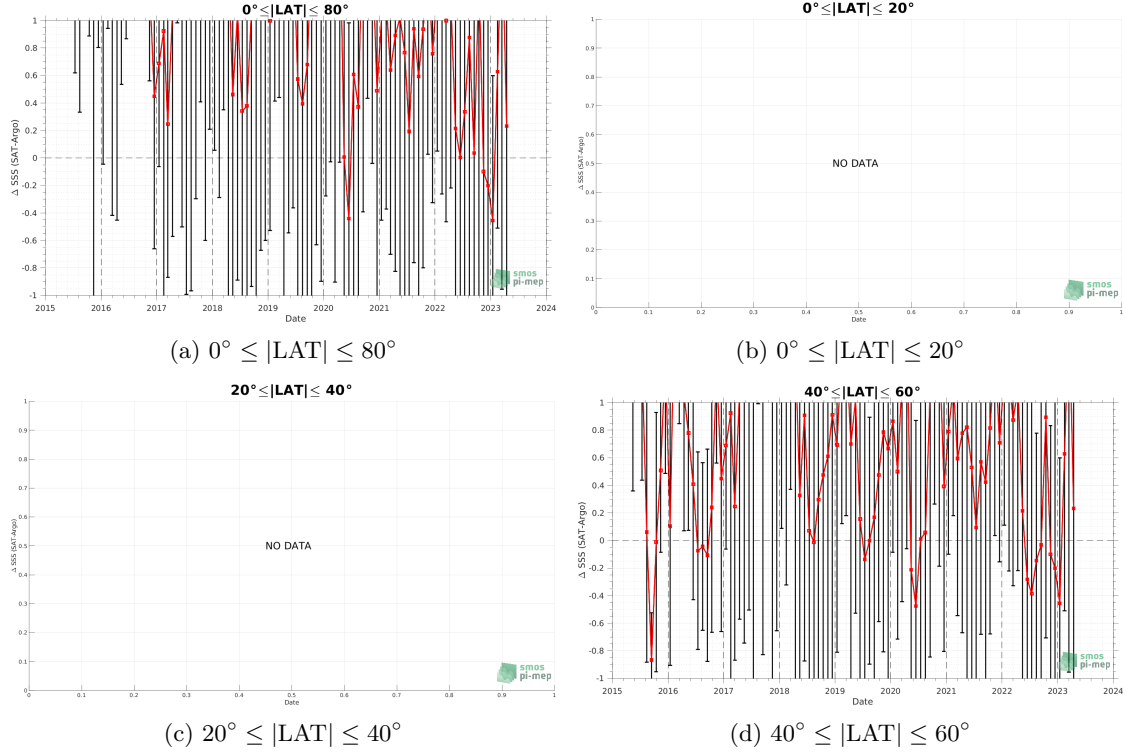 0°≤|LAT|≤ 80°
1
0.8
0.6
0.4
0.2
0
-0.2
-0.4
-0.6
-0.8
-1
Δ SSS (SAT-Argo)
2015 2016 2017 2018 2019 2020 2021 2022 2023 2024
Date
smos
pi-mep
(a) 0° ≤ |LAT| ≤ 80°
0°≤|LAT|≤ 20°
1
0.9
0.8
0.7
0.6
0.5
0.4
0.3
0.2
0.1
0
Δ SSS (SAT-Argo)
NO DATA
0 0.1 0.2 0.3 0.4 0.5 0.6 0.7 0.8 0.9 1
Date
smos
pi-mep
(b) 0° ≤ |LAT| ≤ 20°
20°≤|LAT|≤ 40°
1
0.9
0.8
0.7
0.6
0.5
0.4
0.3
0.2
0.1
0
Δ SSS (SAT-Argo)
NO DATA
0 0.1 0.2 0.3 0.4 0.5 0.6 0.7 0.8 0.9 1
Date
smos
pi-mep
(c) 20° ≤ |LAT| ≤ 40°
40°≤|LAT|≤ 60°
1
0.8
0.6
0.4
0.2
0
-0.2
-0.4
-0.6
-0.8
-1
Δ SSS (SAT-Argo)
2015 2016 2017 2018 2019 2020 2021 2022 2023 2024
Date
smos
pi-mep
(d) 40° ≤ |LAT| ≤ 60°